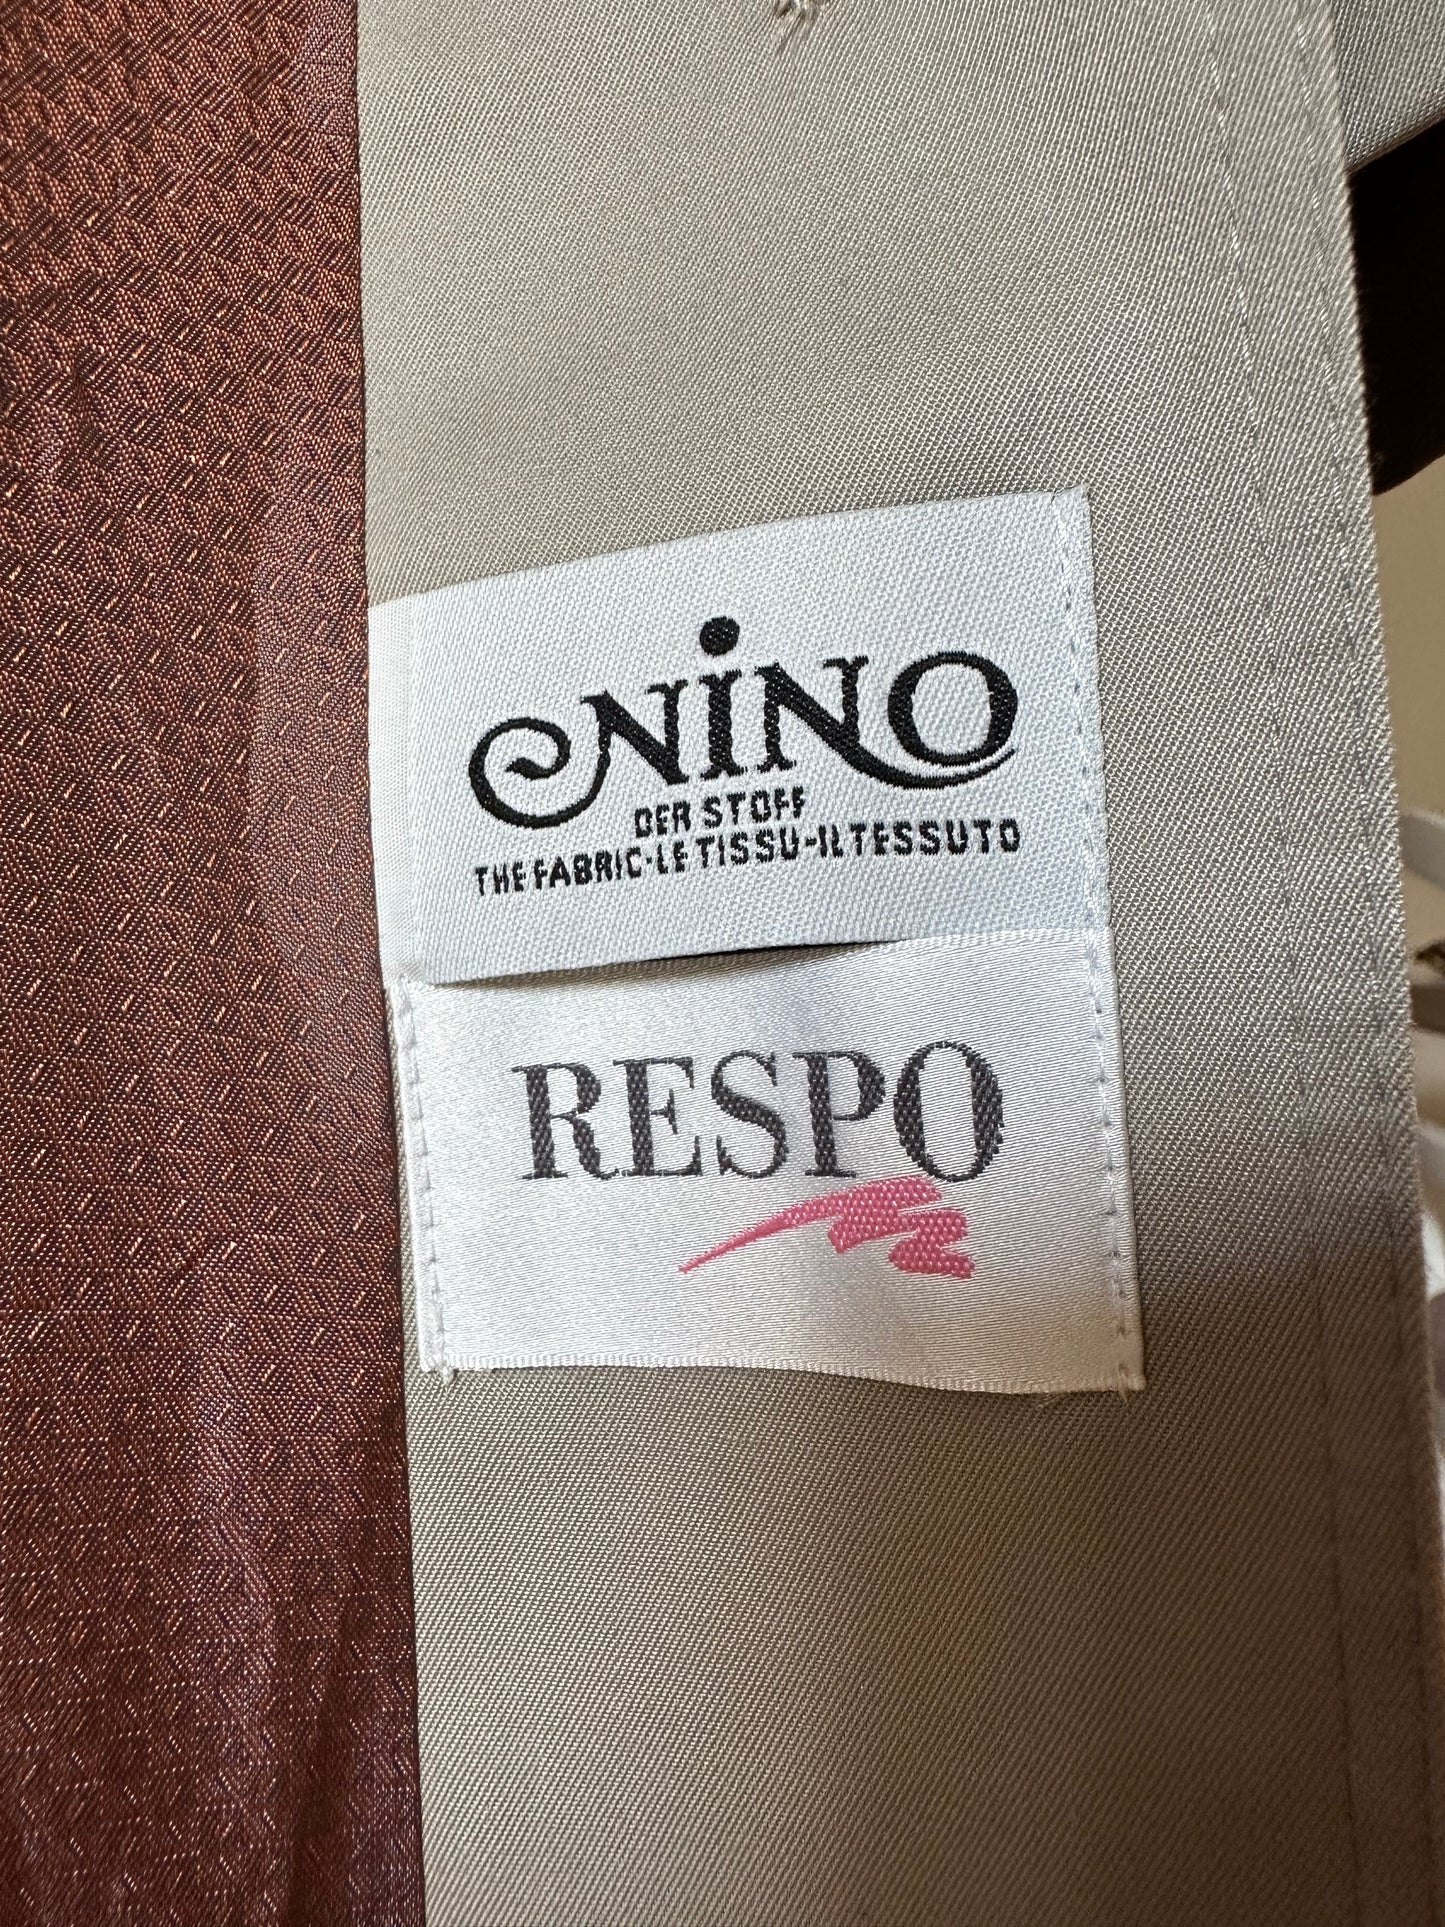 NiNO
DER STOFF
THE FABRIC-LE TISSU-IL TESSUTO
RESPO